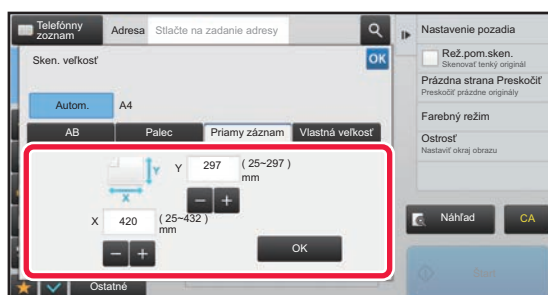 Telefónny zoznam
Adresa
Stlačte na zadanie adresy
Sken. veľkosť
OK
Autom.
A4
AB
Palec
Priamy záznam
Vlastná veľkosť
Y
X
Y
297
(25~297)
mm
X
420
(25~432)
mm
OK
Ostatné
Nastavenie pozadia
Rež.pom.sken.
Skenovať tenký originál
Prázdna strana Preskočiť
Preskočiť prázdne originály
Farebný režim
Ostrosť
Nastaviť okraj obrazu
Náhľad
CA
Štart